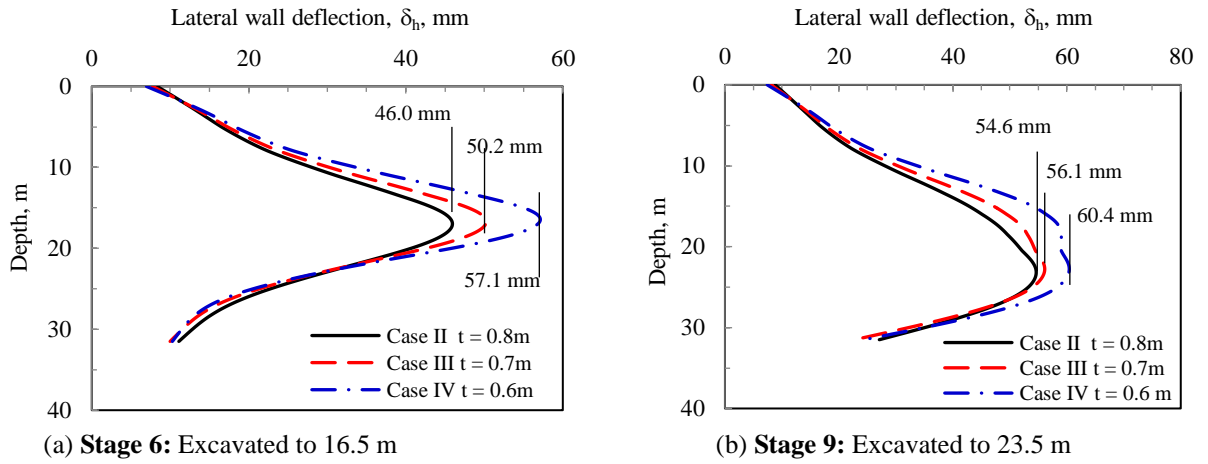 Lateral wall deflection, δh, mm
0 20 40 60
0
10
20
30
40
Depth, m
46.0 mm
50.2 mm
57.1 mm
Case II t = 0.8m
Case III t = 0.7m
Case IV t = 0.6m
(a) Stage 6: Excavated to 16.5 m
Lateral wall deflection, δh, mm
0 20 40 60 80
0
10
20
30
40
Depth, m
54.6 mm
56.1 mm
60.4 mm
Case II t = 0.8m
Case III t = 0.7m
Case IV t = 0.6 m
(b) Stage 9: Excavated to 23.5 m